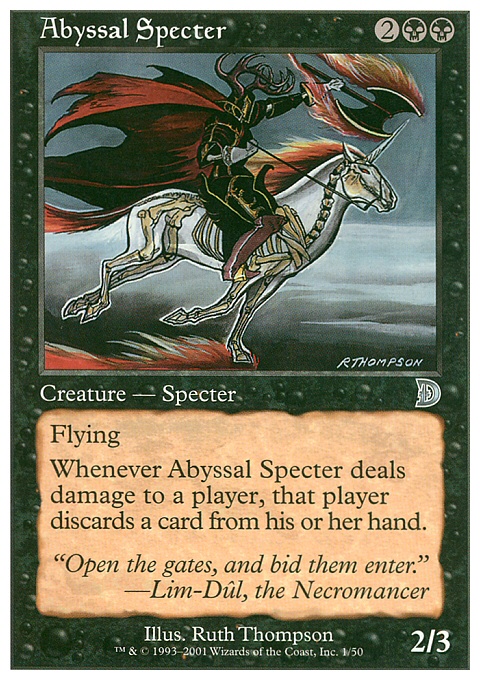 Abyssal Specter 2
RTHOMPSON
Creature — Specter
Flying
Whenever Abyssal Specter deals
damage to a player, that player
discards a card from his or her hand.
“Open the gates, and bid them enter.”
—Lim-Dûl, the Necromancer
Illus. Ruth Thompson
2/3
™ & © 1993–2001 Wizards of the Coast, Inc. 1/50